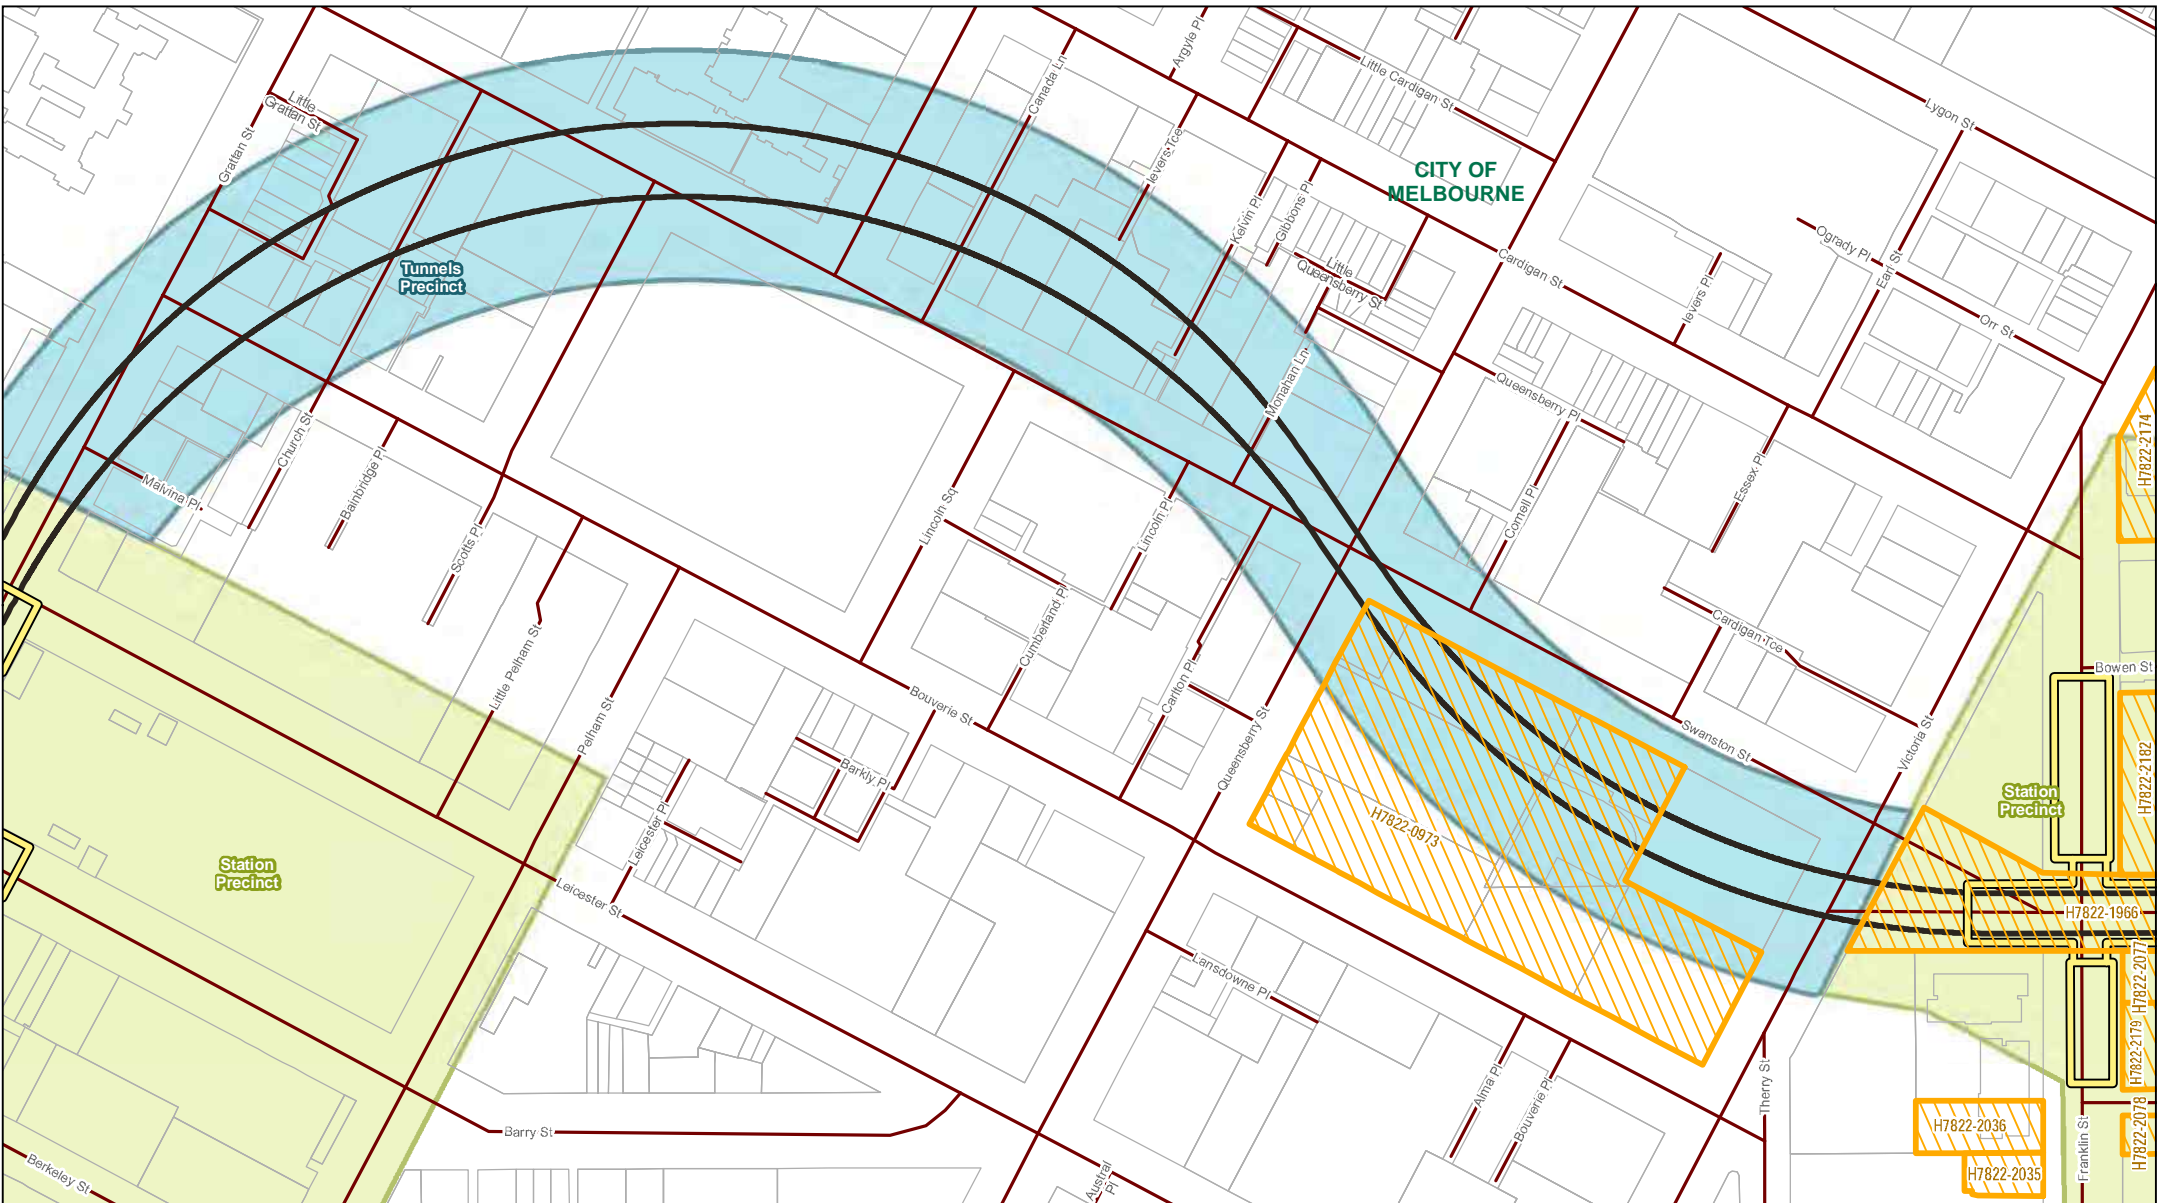 Argyle Pl
Little Cardigan St
Canada Ln
Little
Grattan St
Grattan St
Lygon St
Ievers Tce
CITY OF
MELBOURNE
Kelvin Pl
Gibbons Pl
Little
Queensberry St
Cardigan St
Ogrady Pl
Earl St
Ievers Pl
Orr St
Tunnels
Precinct
Monahan Ln
Queensberry Pl
Church St
Bainbridge Pl
Malvina Pl
Scotts Pl
Lincoln Sq
Lincoln Pl
Cornell Pl
Essex Pl
H7822-2174
Cumberland Pl
Cardigan Tce
Bowen St
Little Pelham St
Pelham St
Bouverie St
Carlton Pl
Queensberry St
Swanston St
Victoria St
Barkly Pl
Leicester Pl
H7822-0973
Station
Precinct
H7822-2182
Station
Precinct
Leicester St
H7822-1966
Lansdowne Pl
H7822-2077
H7822-2179
Alma Pl
Bouverie Pl
Therry St
Barry St
H7822-2036
Franklin St
H7822-2078
H7822-2035
Berkeley St
Austral
Pl